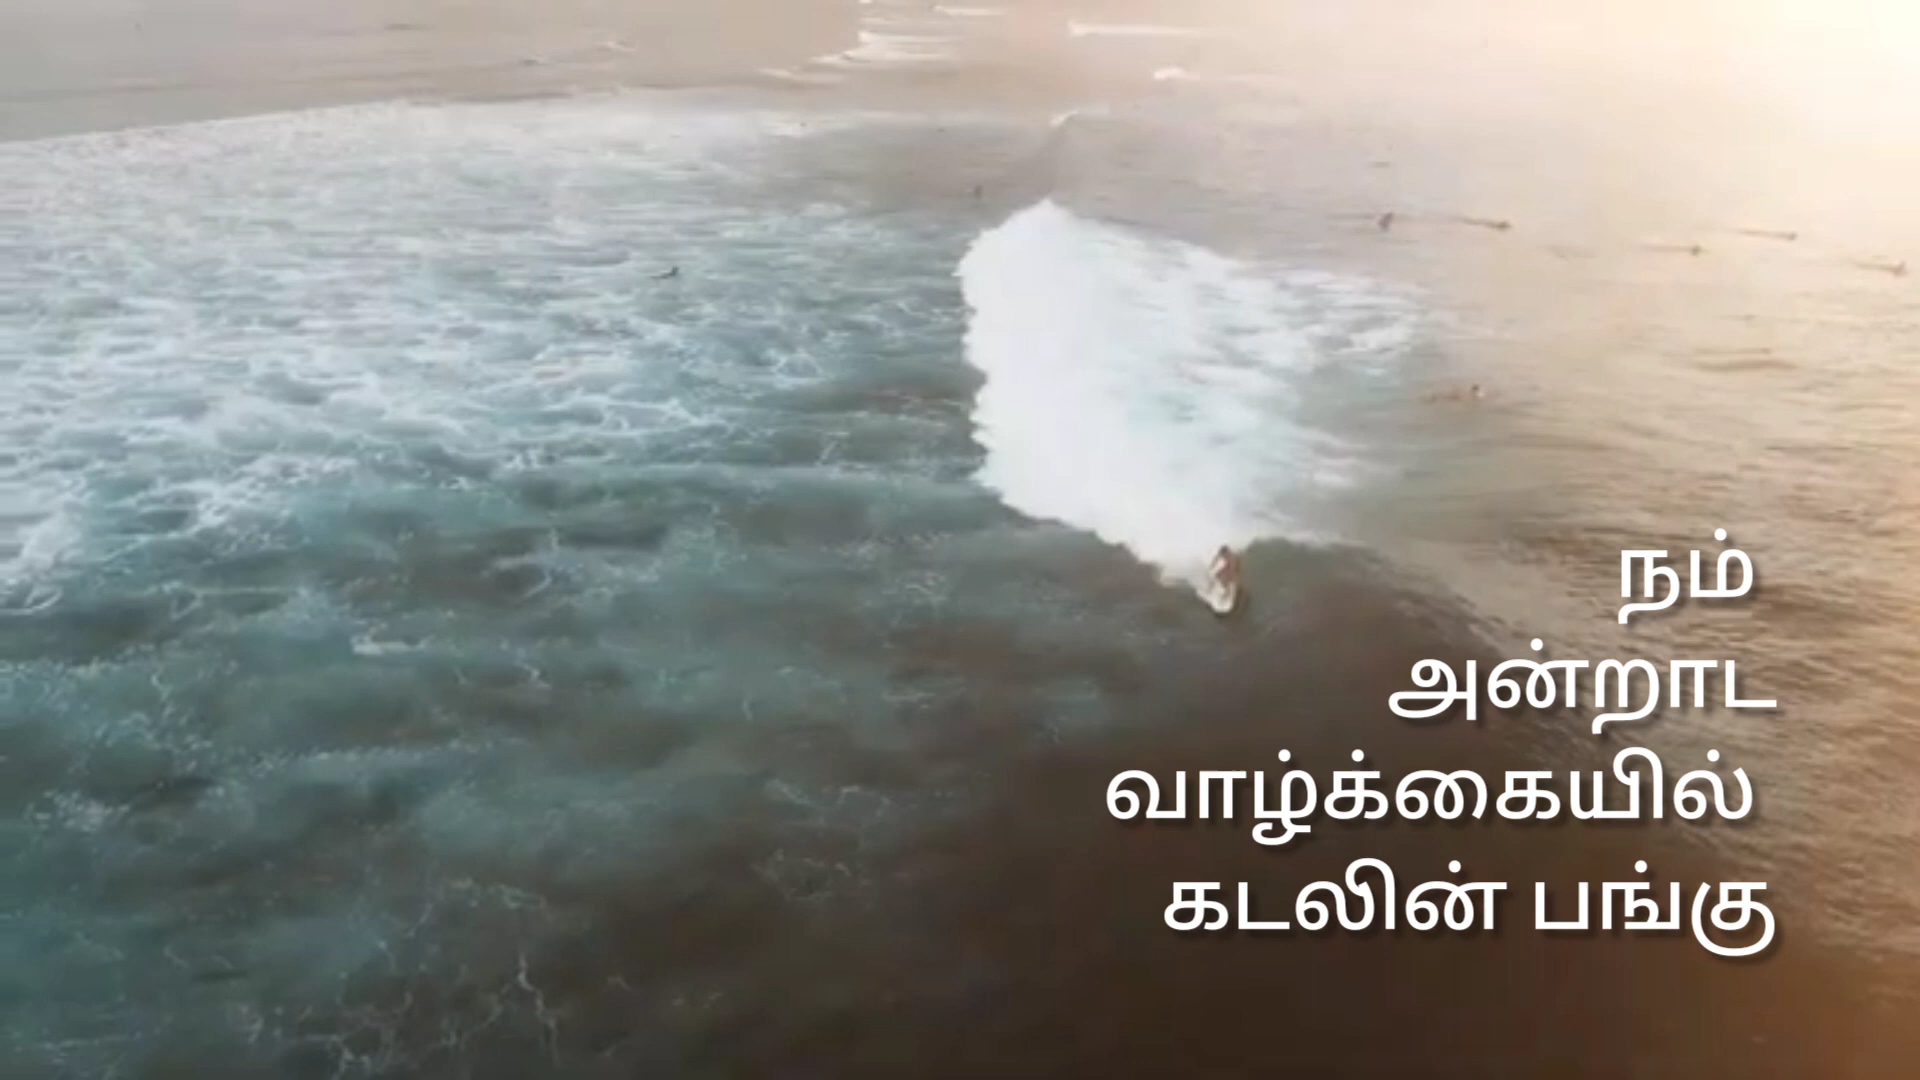 நம்
அன்றாட
வாழ்க்கையில்
கடலின் பங்கு